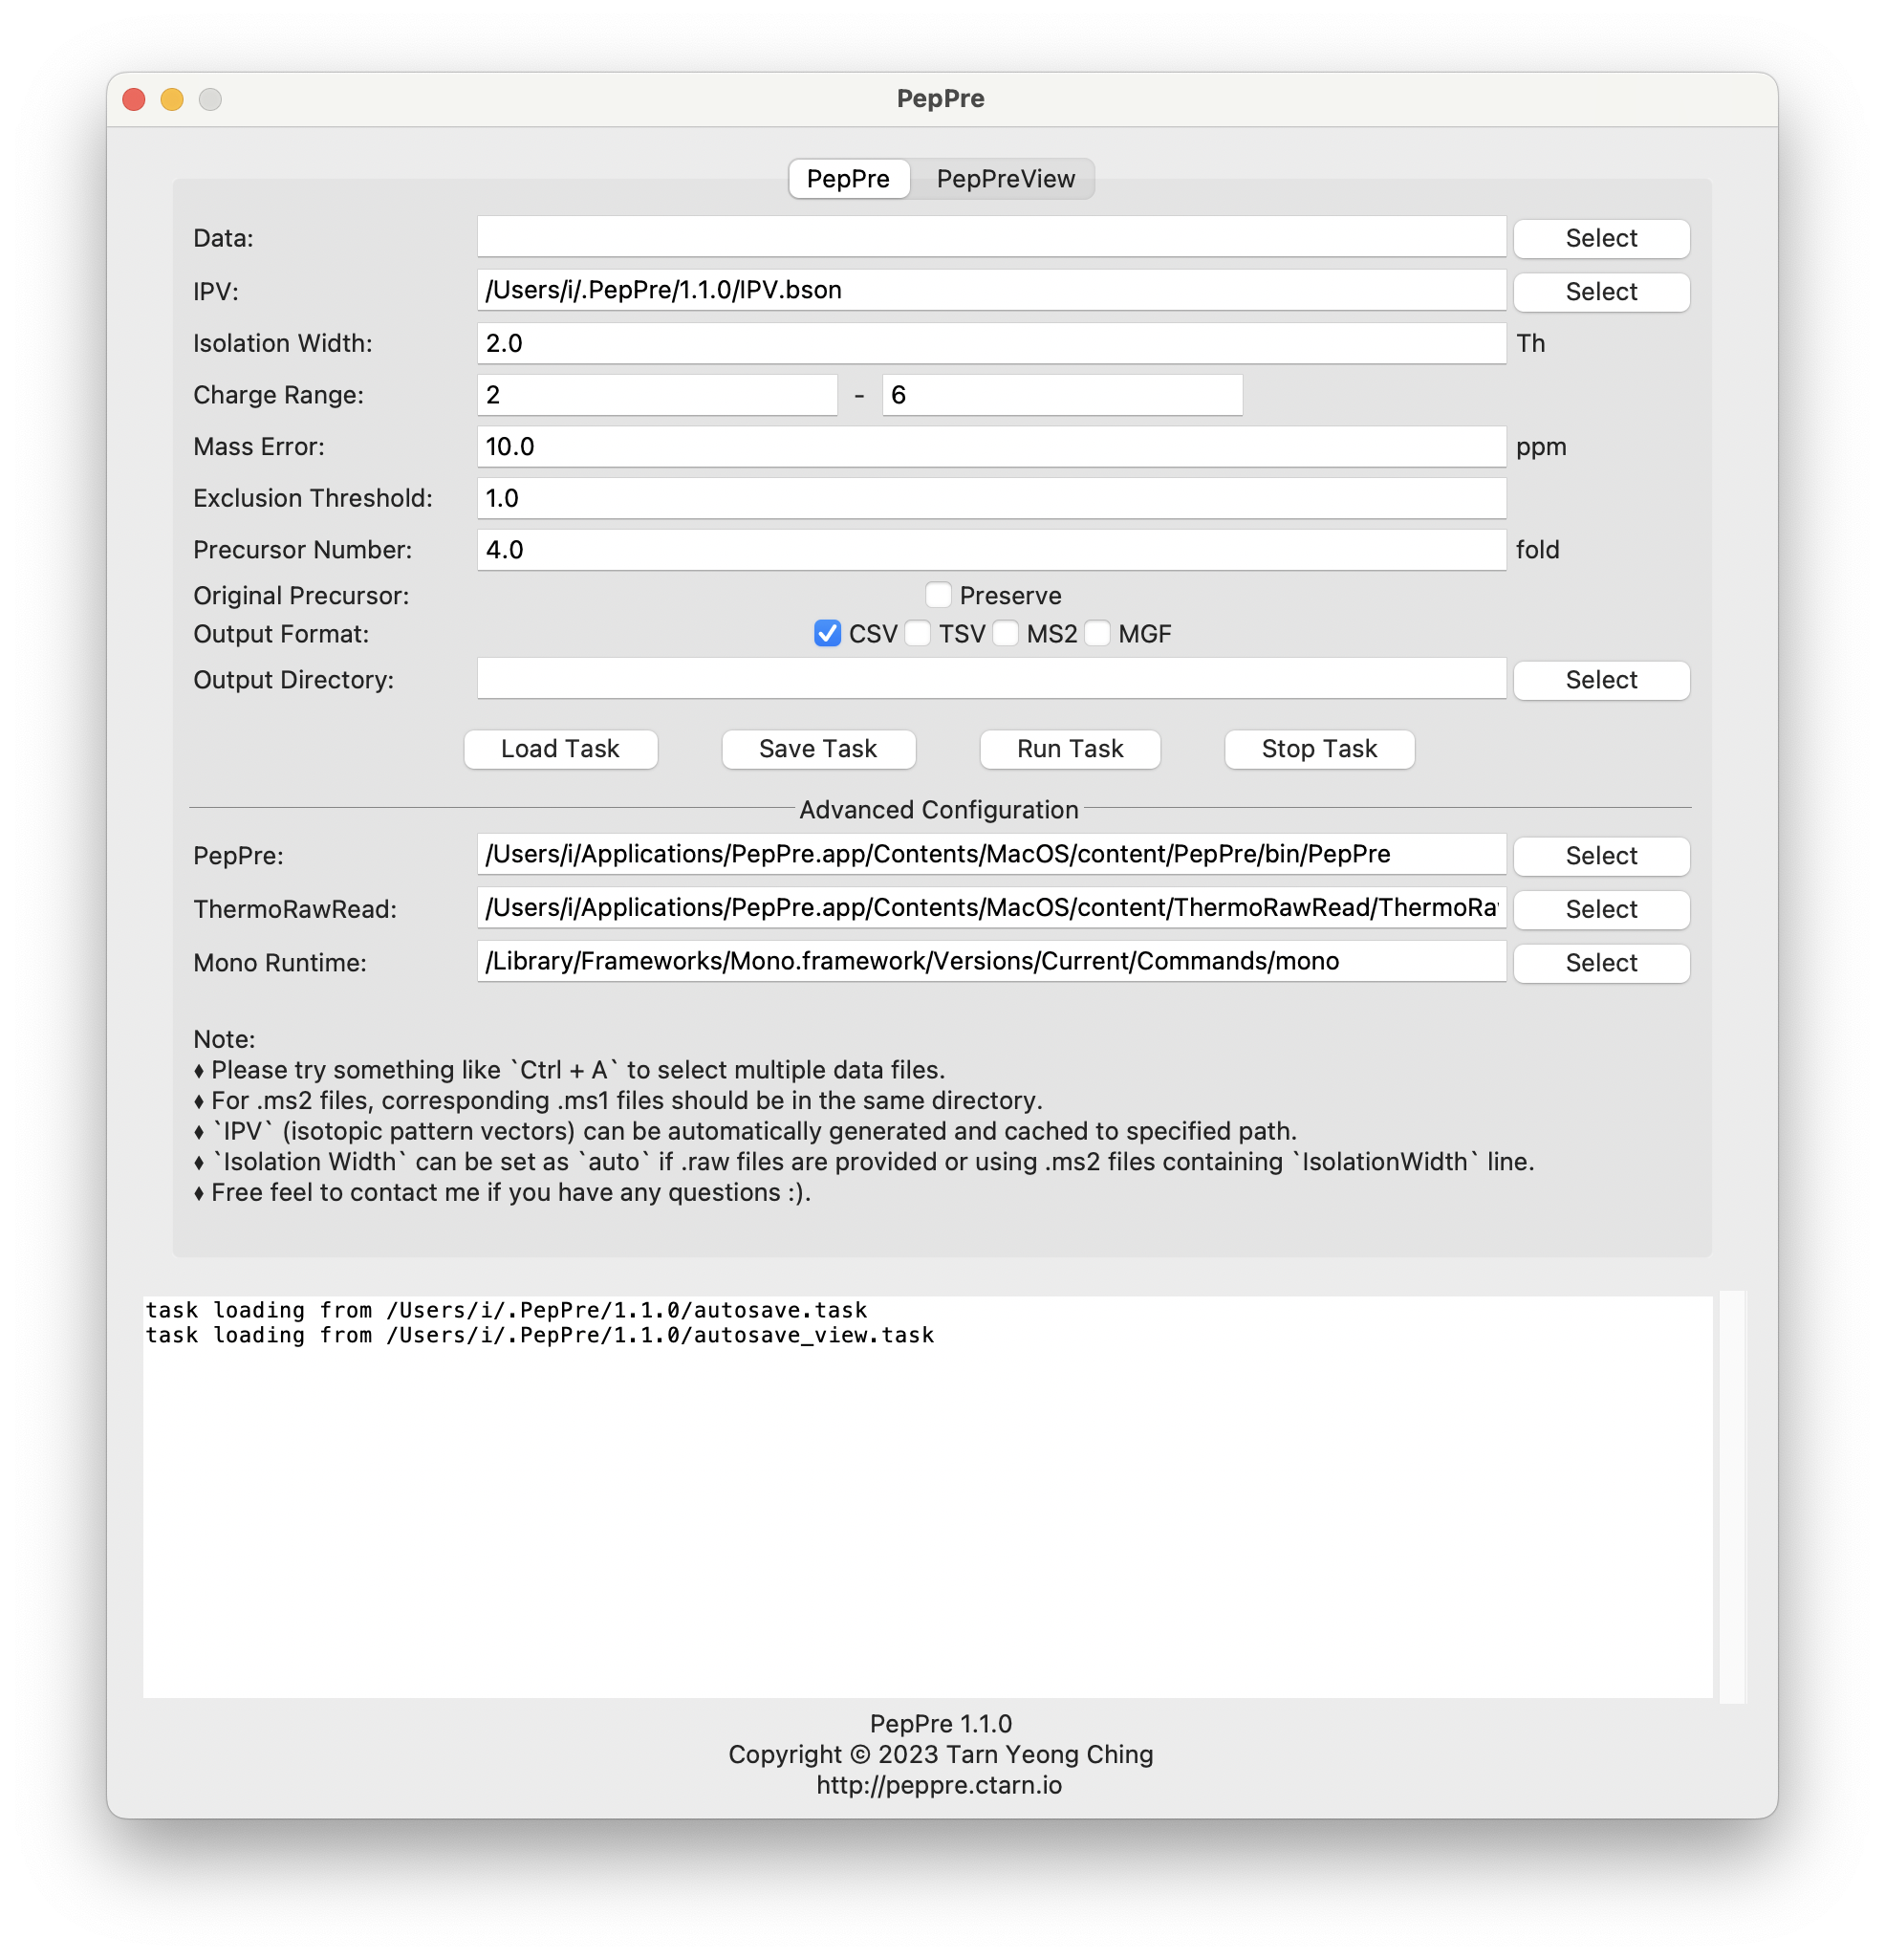 PepPre
PepPre PepPreView
Data: Select
IPV: /Users/i/.PepPre/1.1.0/IPV.bson Select
Isolation Width: 2.0 Th
Charge Range: 2 - 6
Mass Error: 10.0 ppm
Exclusion Threshold: 1.0
Precursor Number: 4.0 fold
Original Precursor: Preserve
Output Format: CSV TSV MS2 MGF
Output Directory: Select
Load Task Save Task Run Task Stop Task
Advanced Configuration
PepPre: /Users/i/Applications/PepPre.app/Contents/MacOS/content/PepPre/bin/PepPre Select
ThermoRawRead: /Users/i/Applications/PepPre.app/Contents/MacOS/content/ThermoRawRead/ThermoRa Select
Mono Runtime: /Library/Frameworks/Mono.framework/Versions/Current/Commands/mono Select
Note:
♦ Please try something like `Ctrl + A` to select multiple data files.
♦ For .ms2 files, corresponding .ms1 files should be in the same directory.
♦ `IPV` (isotopic pattern vectors) can be automatically generated and cached to specified path.
♦ `Isolation Width` can be set as `auto` if .raw files are provided or using .ms2 files containing `IsolationWidth` line.
♦ Free feel to contact me if you have any questions :).
task loading from /Users/i/.PepPre/1.1.0/autosave.task
task loading from /Users/i/.PepPre/1.1.0/autosave_view.task
PepPre 1.1.0
Copyright © 2023 Tarn Yeong Ching
http://peppre.ctarn.io